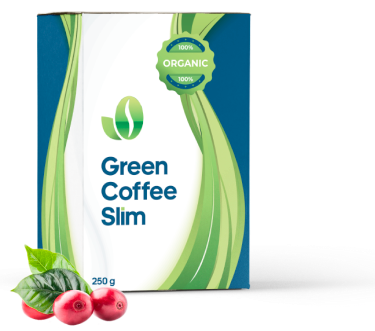 100%
ORGANIC
100%
Green
Coffee
Slim
250 g